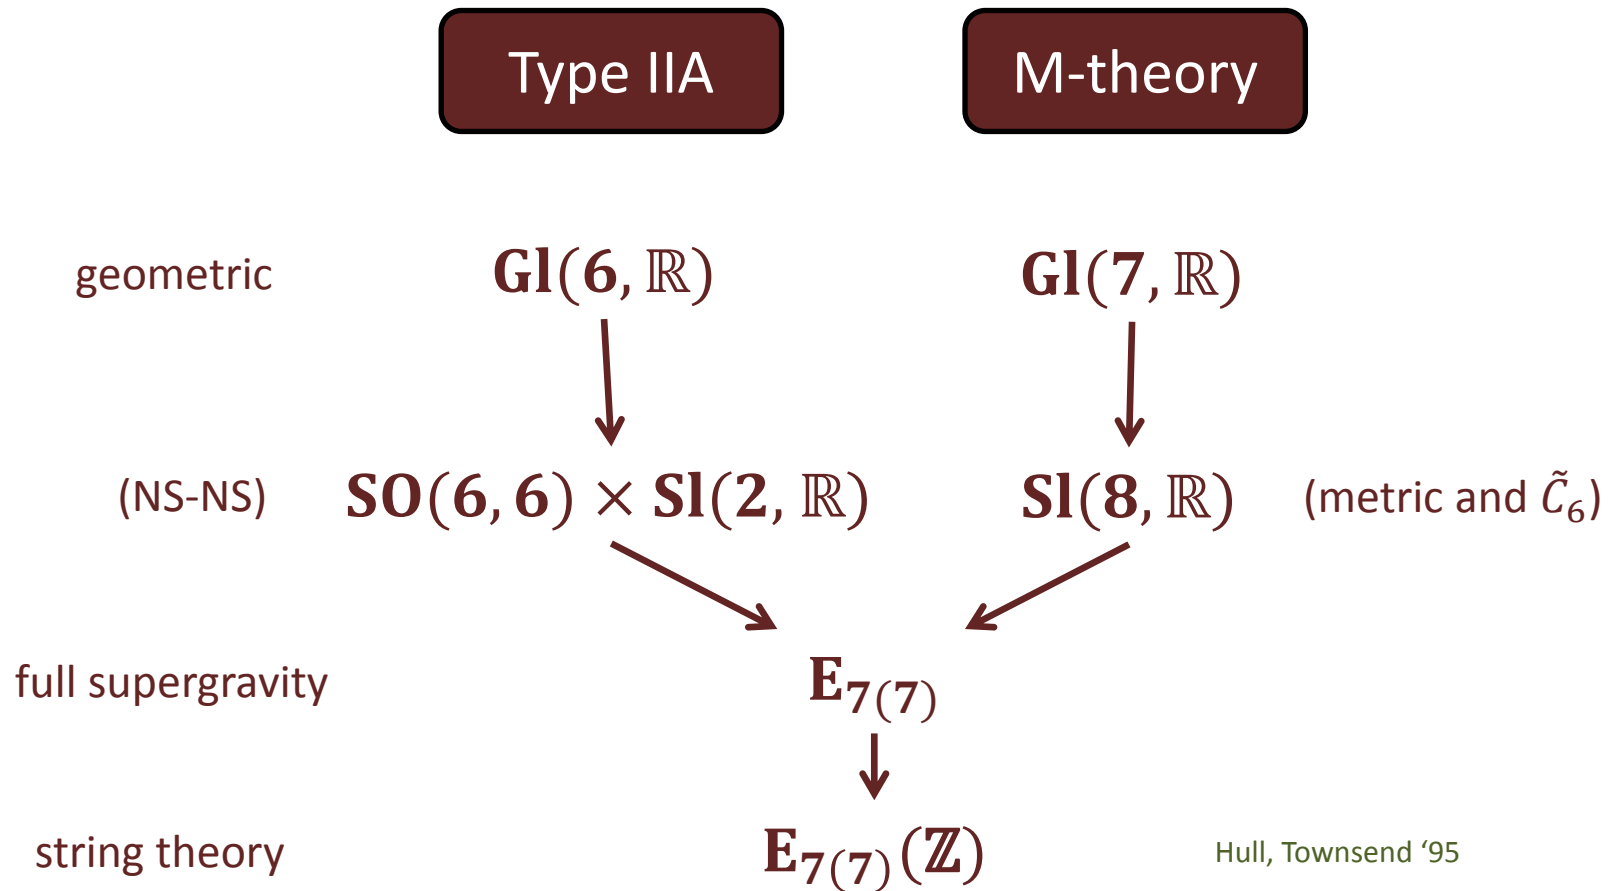 Type IIA M-theory
geometric Gl(6, ℝ) Gl(7, ℝ)
(NS-NS) SO(6, 6) × Sl(2, ℝ) Sl(8, ℝ) (metric and C̃₆)
full supergravity E₇₍₇₎
string theory E₇₍₇₎(ℤ) Hull, Townsend ‘95